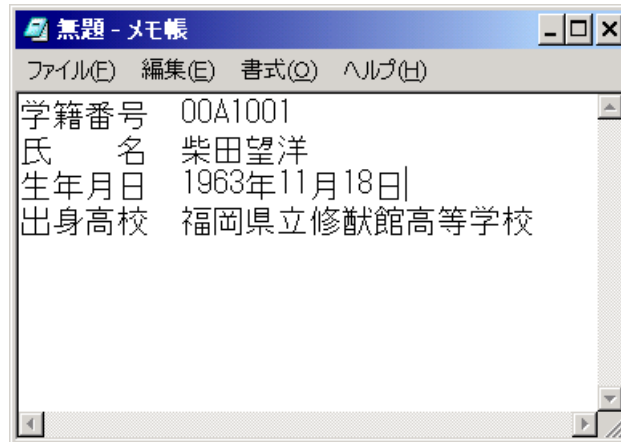 無題 - メモ帳
ファイル(F) 編集(E) 書式(O) ヘルプ(H)
学籍番号　00A1001
氏　　名　柴田望洋
生年月日　1963年11月18日
出身高校　福岡県立修猷館高等学校